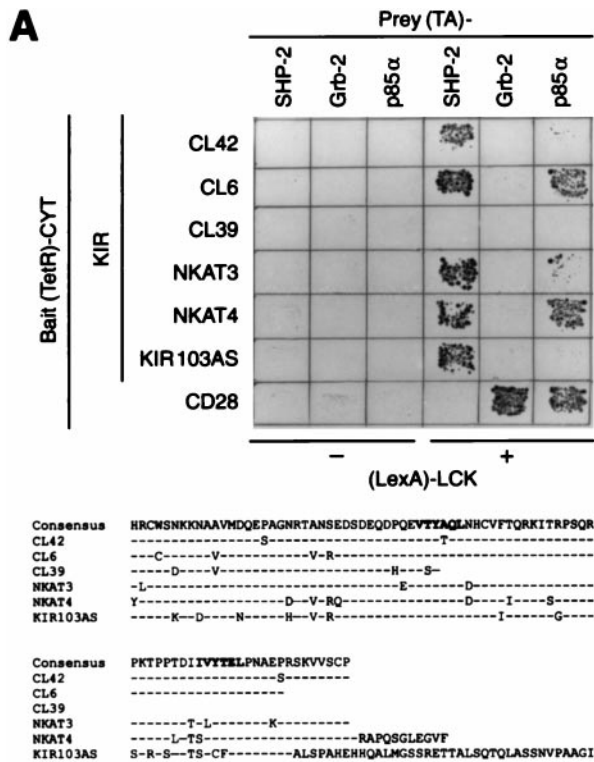 A
Prey (TA)-
SHP-2 Grb-2 p85α SHP-2 Grb-2 p85α
Bait (TetR)-CYT
KIR
CL42
CL6
CL39
NKAT3
NKAT4
KIR103AS
CD28
– +
(LexA)-LCK
Consensus HRCWSNKKNAAVMDQEPAGNRTANSEDSDEQDPQEVTYAQLNHCVFTQRKITRPSQR
CL42 ----------------P---------------------T------------------
CL6 ---C------V-----------V-R--------------------------------
CL39 -----D----V---------------------H---S-
NKAT3 -L-------------------------------E-------D---------------
NKAT4 Y------------------D--V-RQ---------------D----I----S-----
KIR103AS -----K--D----N-----H--V-R--------------------I------G----
Consensus PKTPPTDIIVYTELPNAEPRSKVVSCP
CL42 ------------------S--------
CL6 -------------------
CL39
NKAT3 -------T-L-------K---------
NKAT4 -----L-TS-------------------RAPQSGLEGVF
KIR103AS S-R-S--TS-CF--------ALSPAHEHHQALMGSSRETTALSQTQLASSNVPAAGI